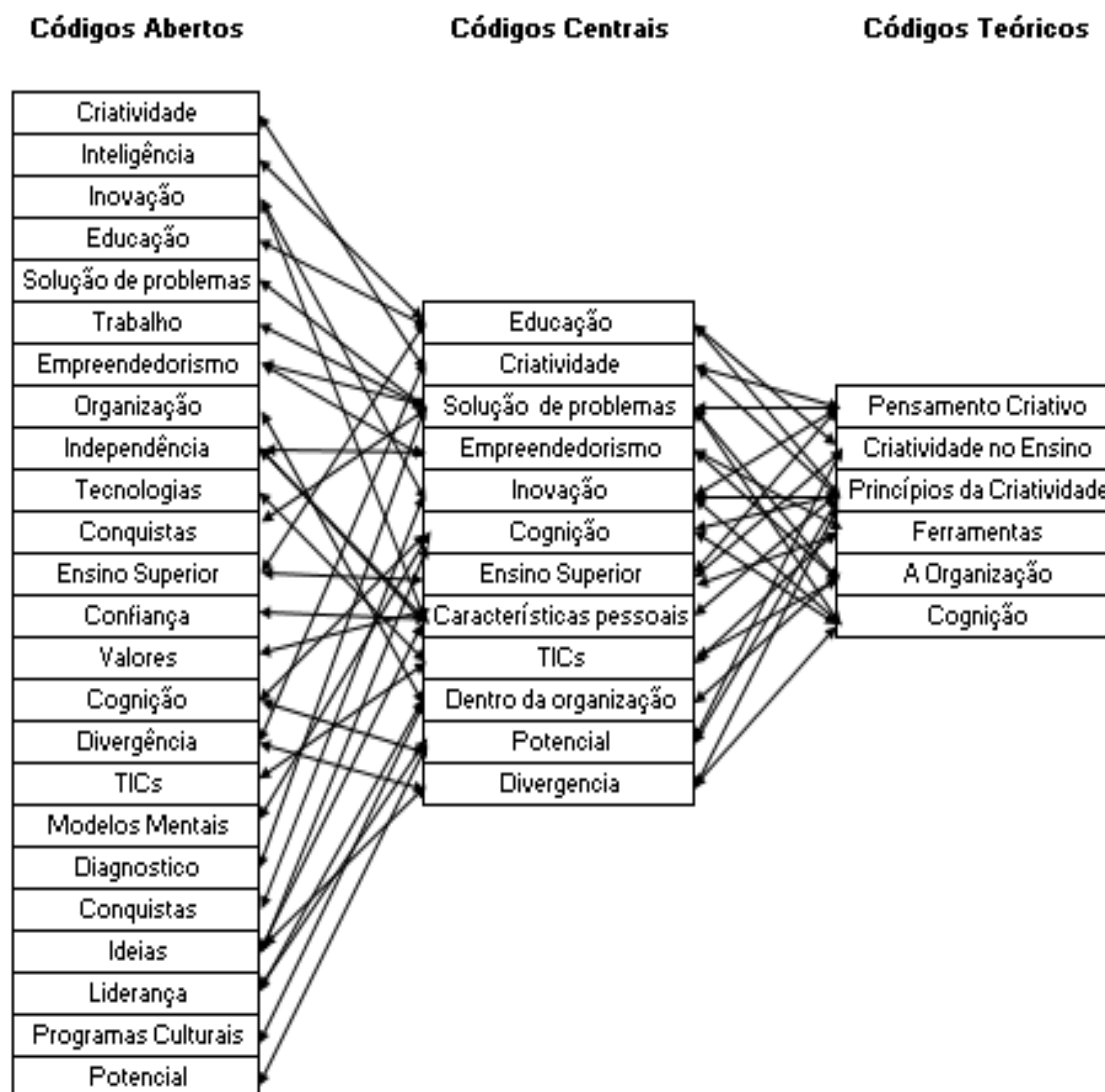 Códigos Abertos
Códigos Centrais
Códigos Teóricos
Criatividade
Inteligência
Inovação
Educação
Solução de problemas
Trabalho
Empreendedorismo
Organização
Independência
Tecnologias
Conquistas
Ensino Superior
Confiança
Valores
Cognição
Divergência
TICs
Modelos Mentais
Diagnostico
Conquistas
Ideias
Liderança
Programas Culturais
Potencial
Educação
Criatividade
Solução de problemas
Empreendedorismo
Inovação
Cognição
Ensino Superior
Características pessoais
TICs
Dentro da organização
Potencial
Divergencia
Pensamento Criativo
Criatividade no Ensino
Princípios da Criatividade
Ferramentas
A Organização
Cognição